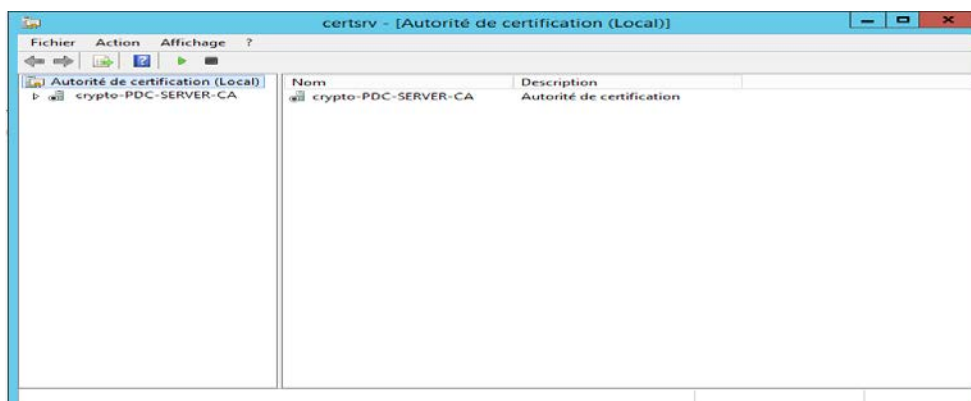 certsrv - [Autorité de certification (Local)]
Fichier Action Affichage ?
Autorité de certification (Local)
crypto-PDC-SERVER-CA
Nom Description
crypto-PDC-SERVER-CA Autorité de certification